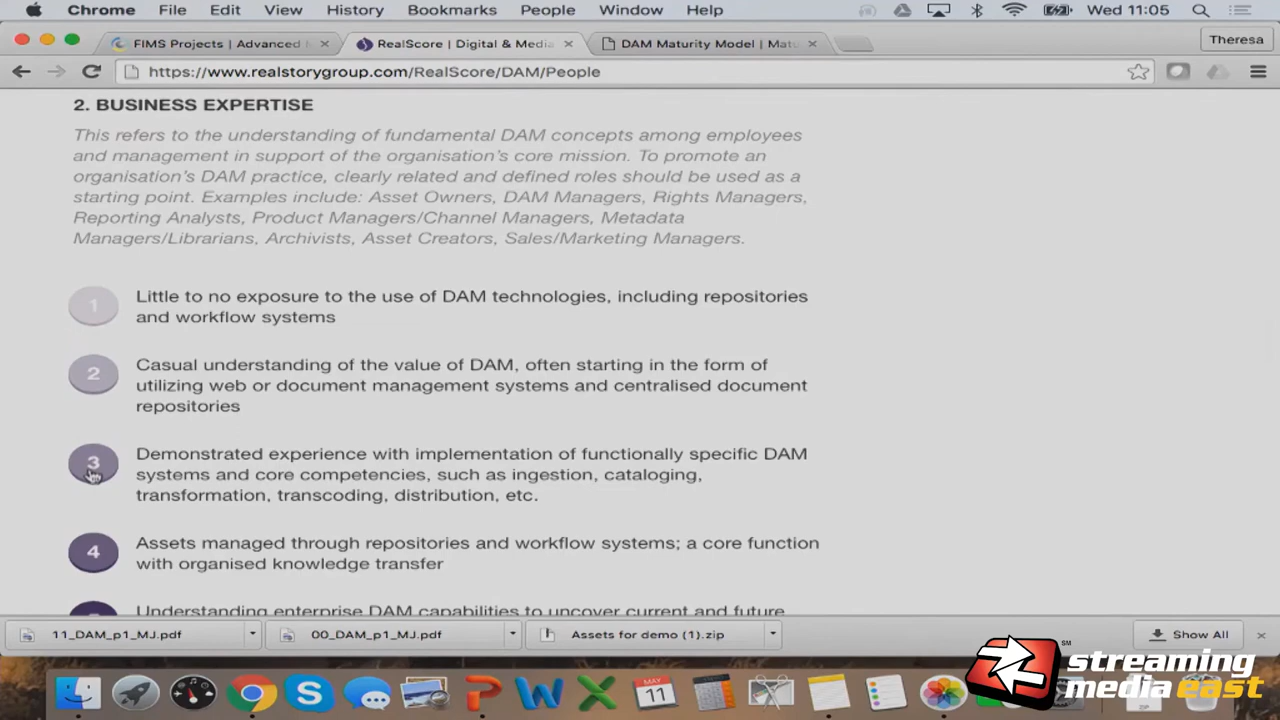 Chrome File Edit View History Bookmarks People Window Help Wed 11:05
FIMS Projects | Advanced
RealScore | Digital & Media
DAM Maturity Model | Matu
Theresa
https://www.realstorygroup.com/RealScore/DAM/People
2. BUSINESS EXPERTISE
This refers to the understanding of fundamental DAM concepts among employees
and management in support of the organisation's core mission. To promote an
organisation's DAM practice, clearly related and defined roles should be used as a
starting point. Examples include: Asset Owners, DAM Managers, Rights Managers,
Reporting Analysts, Product Managers/Channel Managers, Metadata
Managers/Librarians, Archivists, Asset Creators, Sales/Marketing Managers.
1 Little to no exposure to the use of DAM technologies, including repositories
and workflow systems
2 Casual understanding of the value of DAM, often starting in the form of
utilizing web or document management systems and centralised document
repositories
3 Demonstrated experience with implementation of functionally specific DAM
systems and core competencies, such as ingestion, cataloging,
transformation, transcoding, distribution, etc.
4 Assets managed through repositories and workflow systems; a core function
with organised knowledge transfer
Understanding enterprise DAM capabilities to uncover current and future
11_DAM_p1_MJ.pdf
00_DAM_p1_MJ.pdf
Assets for demo (1).zip
Show All
MAY
11
ZIP
streaming
media east
SM